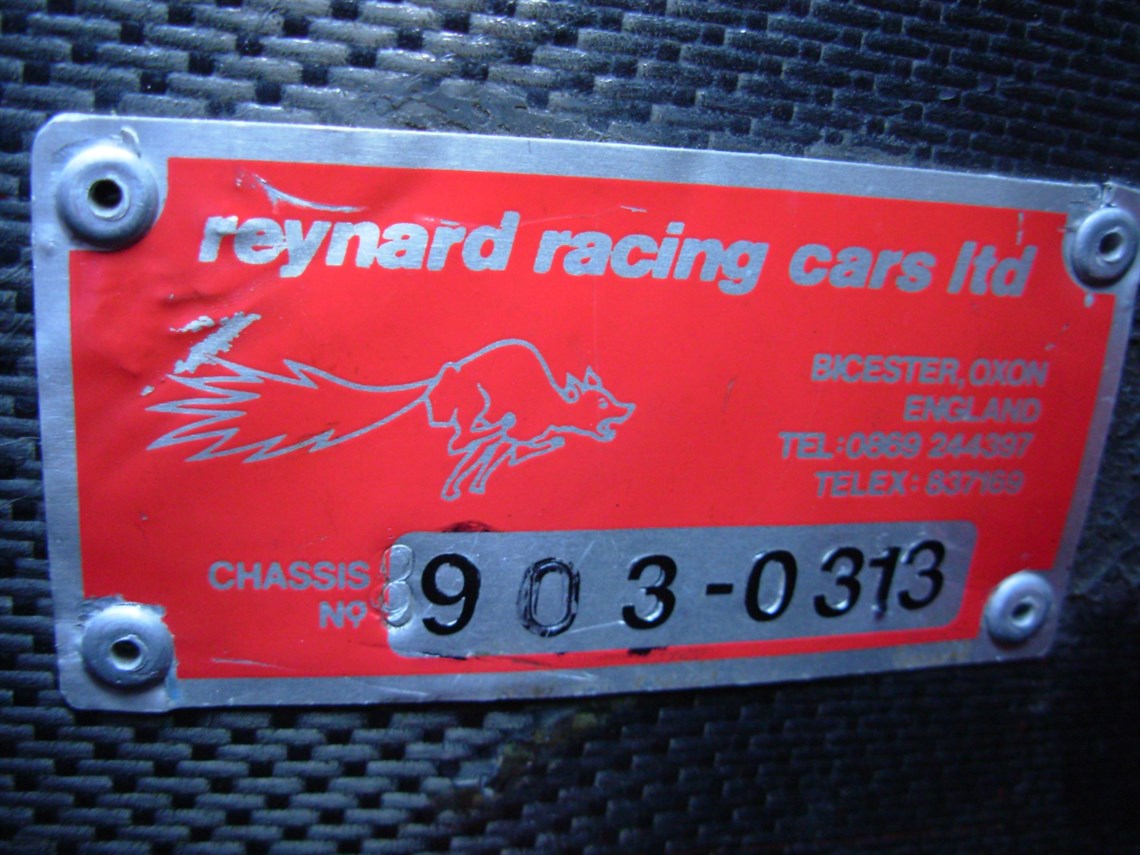 reynard racing cars ltd
BICESTER, OXON
ENGLAND
TEL: 0869 244397
TELEX: 837169
CHASSIS
Nº 903-0313